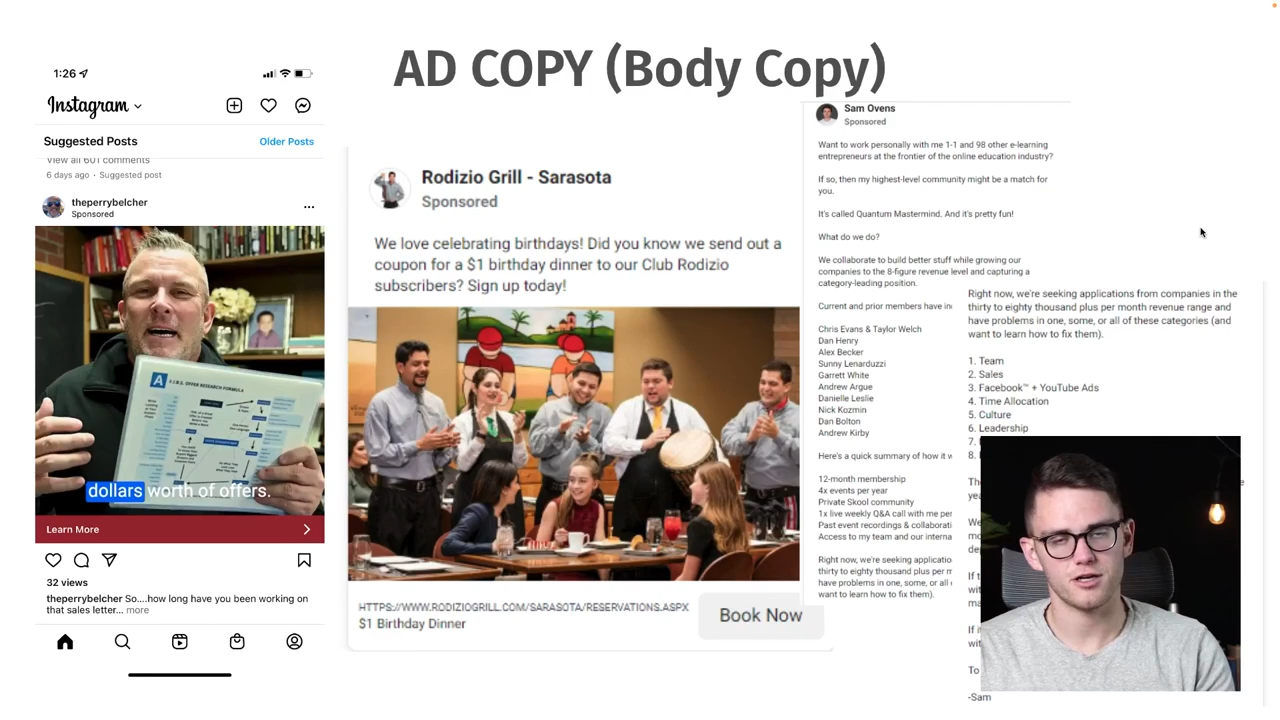 AD COPY (Body Copy)
1:26
Instagram
Suggested Posts
Older Posts
View all 601 comments
6 days ago · Suggested post
theperrybelcher
Sponsored
A F.I.R.E. OFFER RESEARCH FORMULA
dollars worth of offers.
Learn More
32 views
theperrybelcher So....how long have you been working on
that sales letter... more
Rodizio Grill - Sarasota
Sponsored
We love celebrating birthdays! Did you know we send out a
coupon for a $1 birthday dinner to our Club Rodizio
subscribers? Sign up today!
HTTPS://WWW.RODIZIOGRILL.COM/SARASOTA/RESERVATIONS.ASPX
$1 Birthday Dinner
Book Now
Sam Ovens
Sponsored
Want to work personally with me 1-1 and 98 other e-learning
entrepreneurs at the frontier of the online education industry?
If so, then my highest-level community might be a match for
you.
It's called Quantum Mastermind. And it's pretty fun!
What do we do?
We collaborate to build better stuff while growing our
companies to the 8-figure revenue level and capturing a
category-leading position.
Current and prior members have in
Chris Evans & Taylor Welch
Dan Henry
Alex Becker
Sunny Lenarduzzi
Garrett White
Andrew Argue
Danielle Leslie
Nick Kozmin
Dan Bolton
Andrew Kirby
Here's a quick summary of how it w
12-month membership
4x events per year
Private Skool community
1x live weekly Q&A call with me per
Past event recordings & collaborati
Access to my team and our interna
Right now, we're seeking applicatio
thirty to eighty thousand plus per m
have problems in one, some, or all
want to learn how to fix them).
Right now, we're seeking applications from companies in the
thirty to eighty thousand plus per month revenue range and
have problems in one, some, or all of these categories (and
want to learn how to fix them).
1. Team
2. Sales
3. Facebook™ + YouTube Ads
4. Time Allocation
5. Culture
6. Leadership
7.
8.
To
-Sam